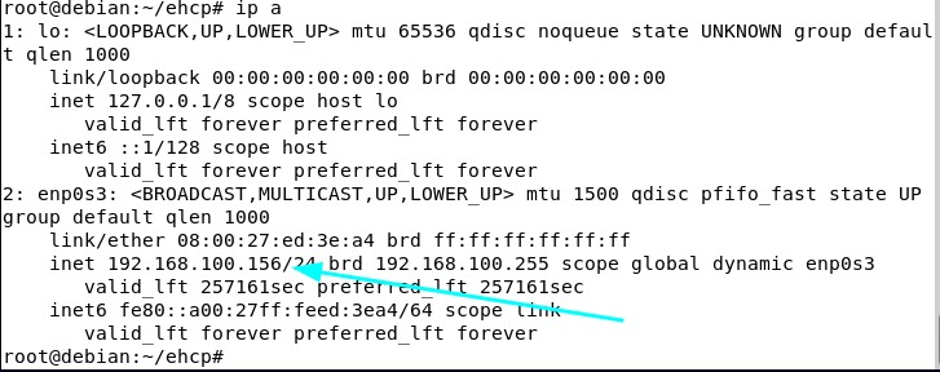 root@debian:~/ehcp# ip a
1: lo: <LOOPBACK,UP,LOWER_UP> mtu 65536 qdisc noqueue state UNKNOWN group defaul
t qlen 1000
    link/loopback 00:00:00:00:00:00 brd 00:00:00:00:00:00
    inet 127.0.0.1/8 scope host lo
       valid_lft forever preferred_lft forever
    inet6 ::1/128 scope host
       valid_lft forever preferred_lft forever
2: enp0s3: <BROADCAST,MULTICAST,UP,LOWER_UP> mtu 1500 qdisc pfifo_fast state UP
group default qlen 1000
    link/ether 08:00:27:ed:3e:a4 brd ff:ff:ff:ff:ff:ff
    inet 192.168.100.156/24 brd 192.168.100.255 scope global dynamic enp0s3
       valid_lft 257161sec preferred_lft 257161sec
    inet6 fe80::a00:27ff:feed:3ea4/64 scope link
       valid_lft forever preferred_lft forever
root@debian:~/ehcp#